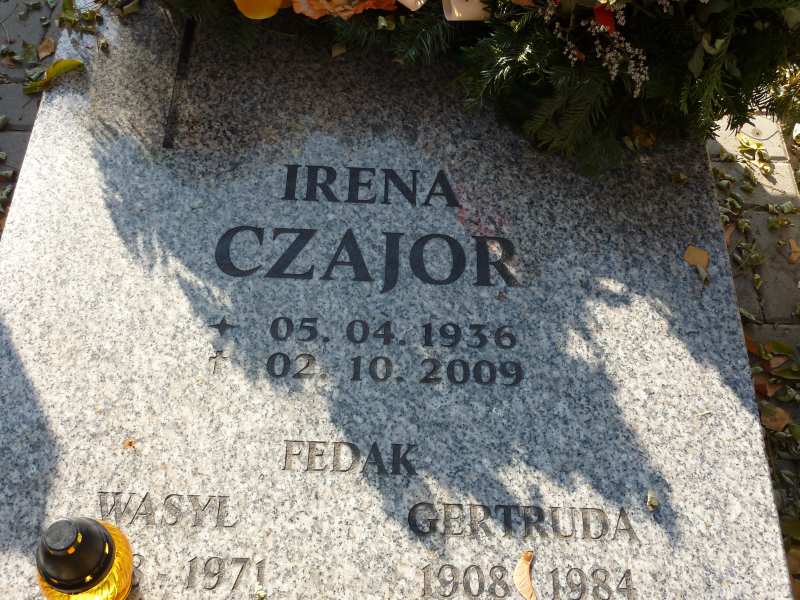 IRENA
CZAJOR
05. 04. 1936
02. 10. 2009
FEDAK
WASYL GERTRUDA
- 1971 1908 1984